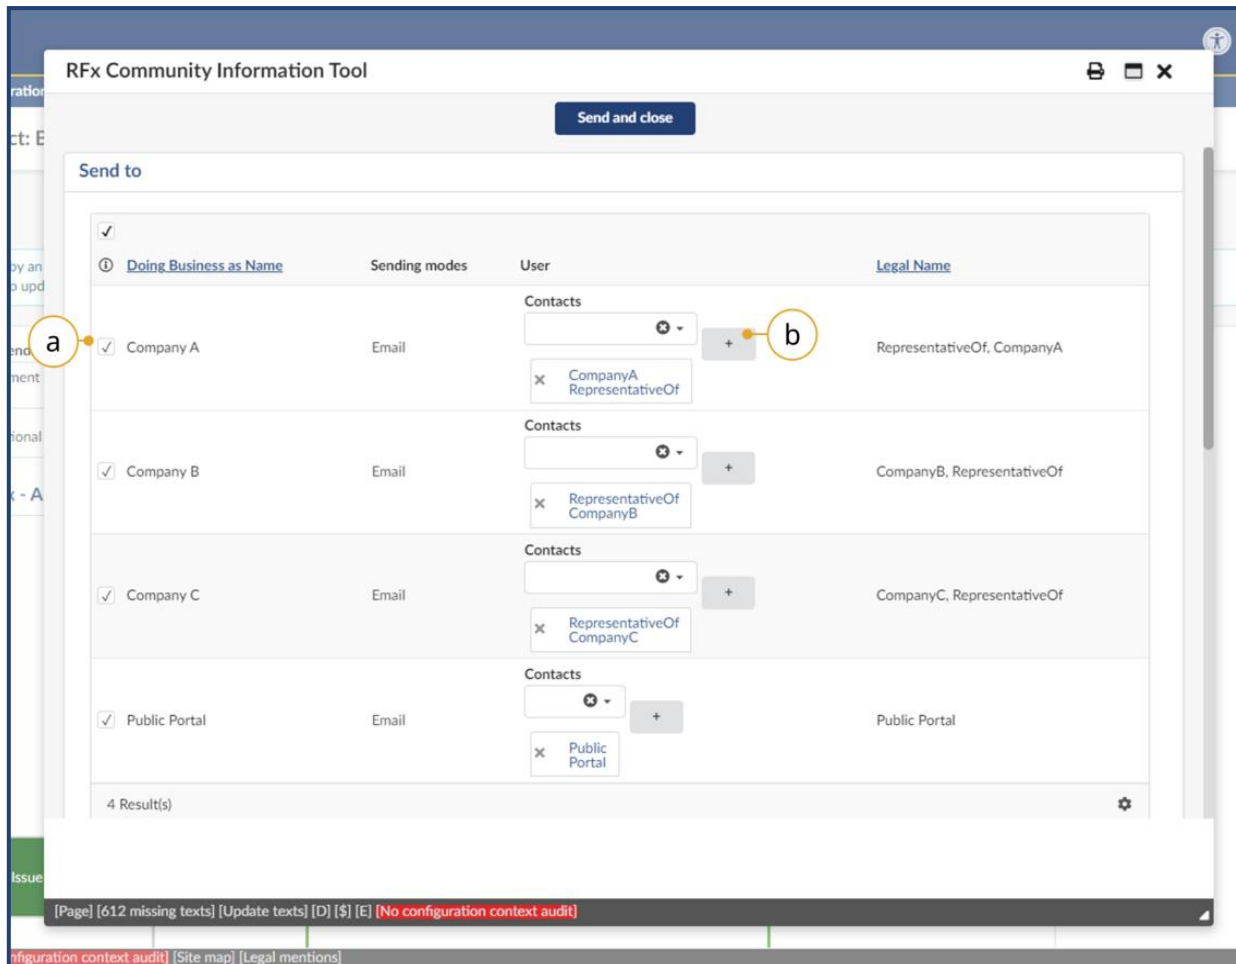 RFx Community Information Tool
ration
Send and close
ct: E
Send to
Doing Business as Name Sending modes User Legal Name
by an
o upd
Contacts
a
b
Company A Email + RepresentativeOf, CompanyA
end
CompanyA
RepresentativeOf
ment
Contacts
ional
Company B Email + CompanyB, RepresentativeOf
x - A
RepresentativeOf
CompanyB
Contacts
Company C Email + CompanyC, RepresentativeOf
RepresentativeOf
CompanyC
Contacts
Public Portal Email + Public Portal
Public
Portal
4 Result(s)
Issue
[Page] [612 missing texts] [Update texts] [D] [$] [E] [No configuration context audit]
nfiguration context audit] [Site map] [Legal mentions]